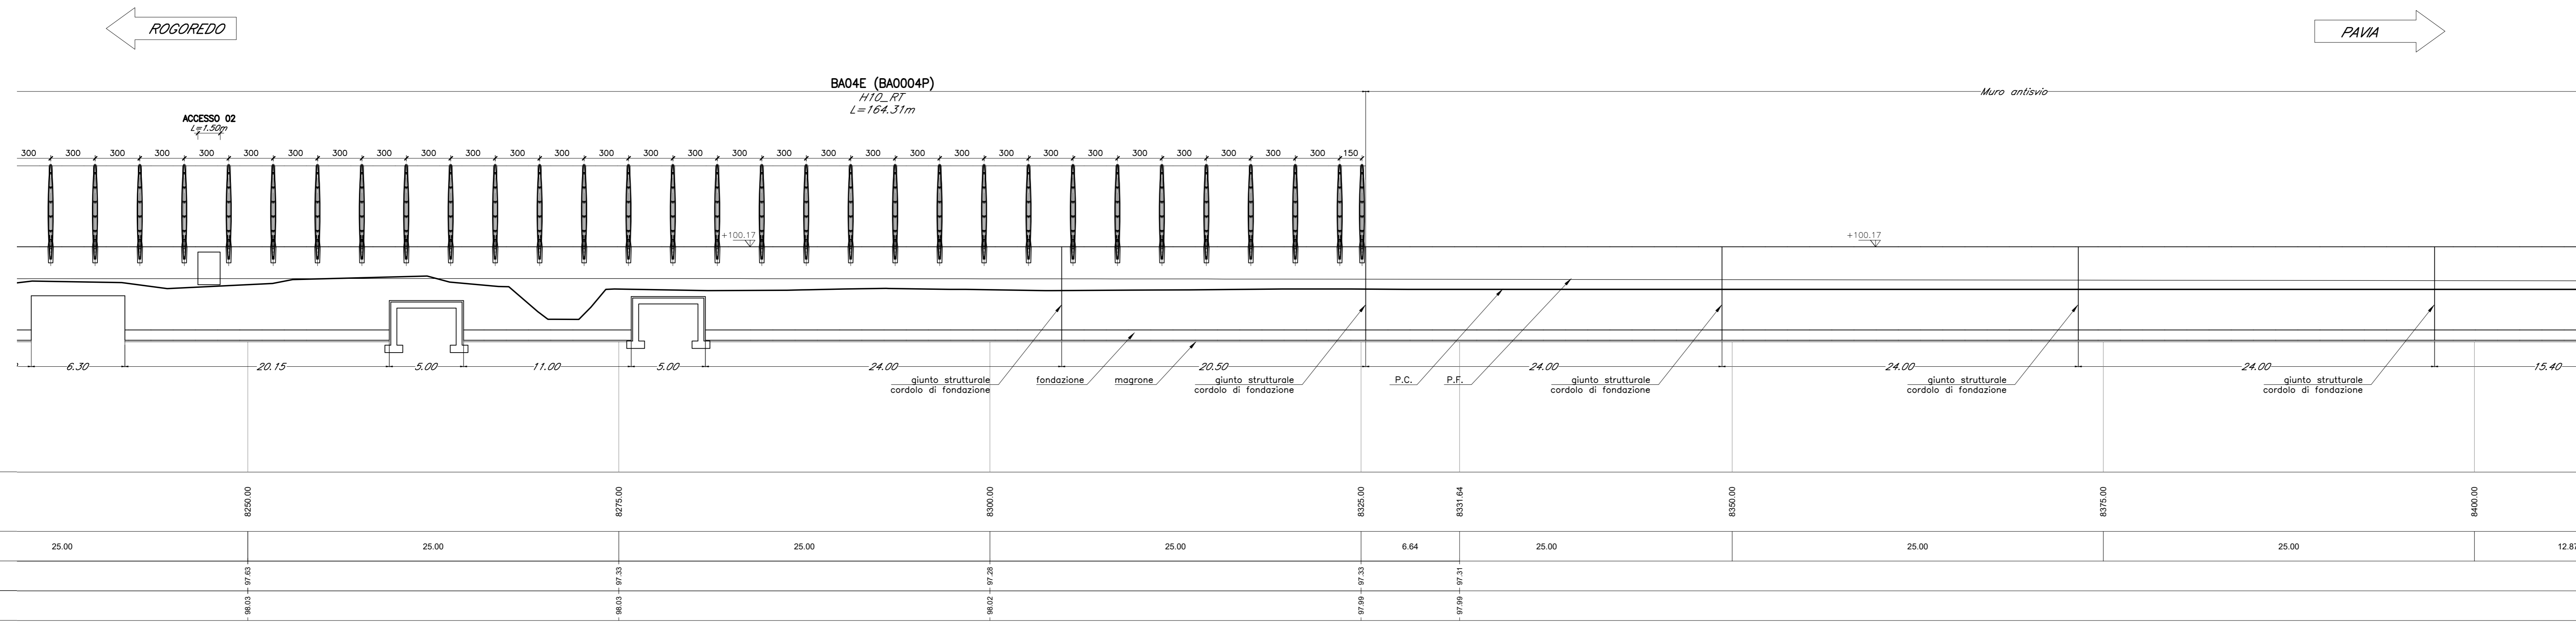 ROGOREDO
PAVIA
BA04E (BA0004P)
H10_RT
L=164.31m
Muro antisvio
ACCESSO 02
L=1.50m
300 300 300 300 300 300 300 300 300 300 300 300 300 300 300 300 300 300 300 300 300 300 300 300 300 300 300 300 300 300 150
+100.17
+100.17
6.30 20.15 5.00 11.00 5.00 24.00 20.50 24.00 24.00 24.00 15.40
giunto strutturale
cordolo di fondazione
fondazione
magrone
giunto strutturale
cordolo di fondazione
P.C.
P.F.
giunto strutturale
cordolo di fondazione
giunto strutturale
cordolo di fondazione
giunto strutturale
cordolo di fondazione
8250.00 8275.00 8300.00 8325.00 8331.64 8350.00 8375.00 8400.00
25.00 25.00 25.00 25.00 6.64 25.00 25.00 25.00 12.87
97.63 97.33 97.28 97.33 97.31
98.03 98.03 98.02 97.99 97.99